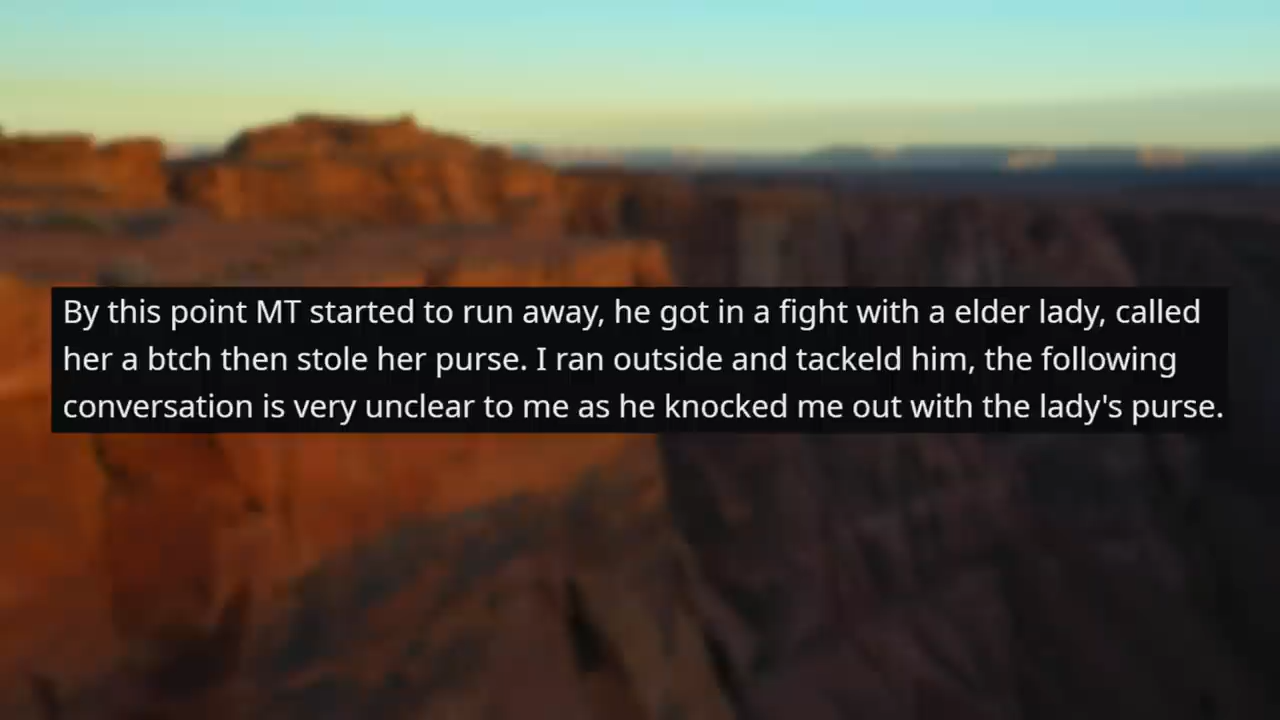 By this point MT started to run away, he got in a fight with a elder lady, called
her a btch then stole her purse. I ran outside and tackeld him, the following
conversation is very unclear to me as he knocked me out with the lady's purse.